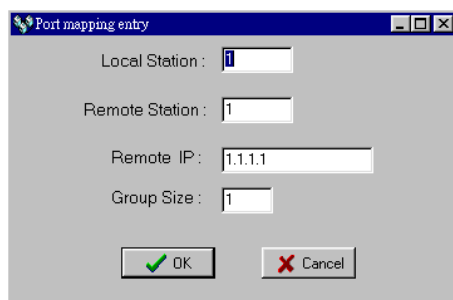 Port mapping entry
Local Station : 1
Remote Station : 1
Remote IP : 1.1.1.1
Group Size : 1
OK Cancel